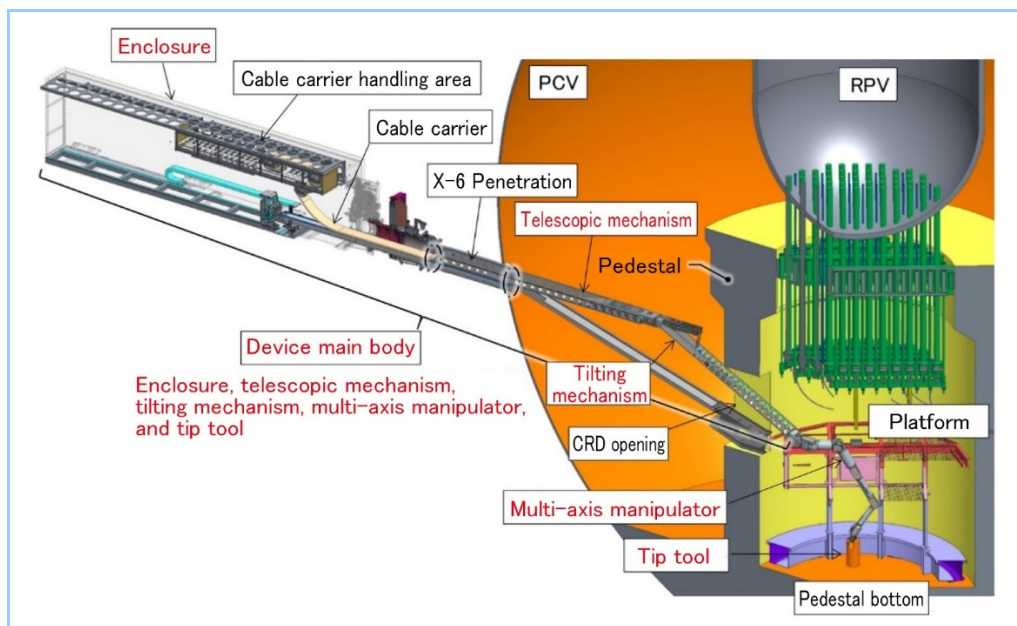 Enclosure
Cable carrier handling area
Cable carrier
X-6 Penetration
PCV
RPV
Telescopic mechanism
Pedestal
Device main body
Enclosure, telescopic mechanism,
tilting mechanism, multi-axis manipulator,
and tip tool
Tilting
mechanism
CRD opening
Platform
Multi-axis manipulator
Tip tool
Pedestal bottom